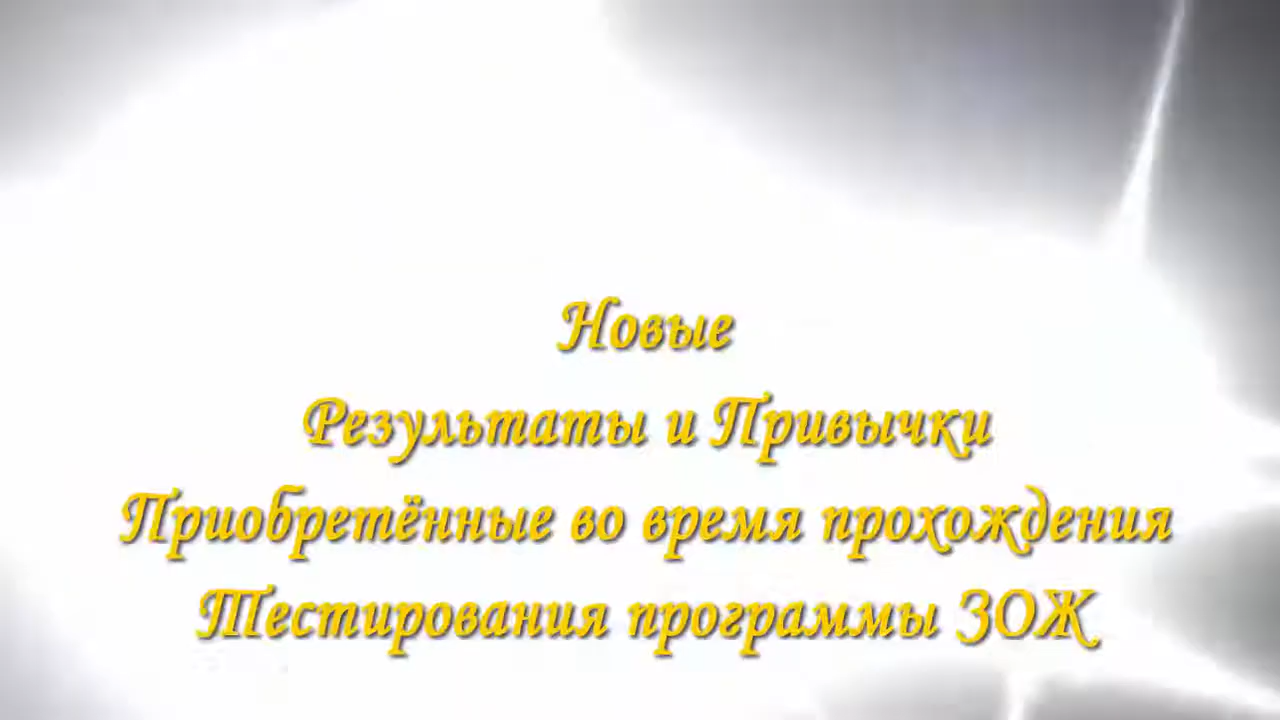 Новые
Результаты и Привычки
Приобретённые во время прохождения
Тестирования программы ЗОЖ